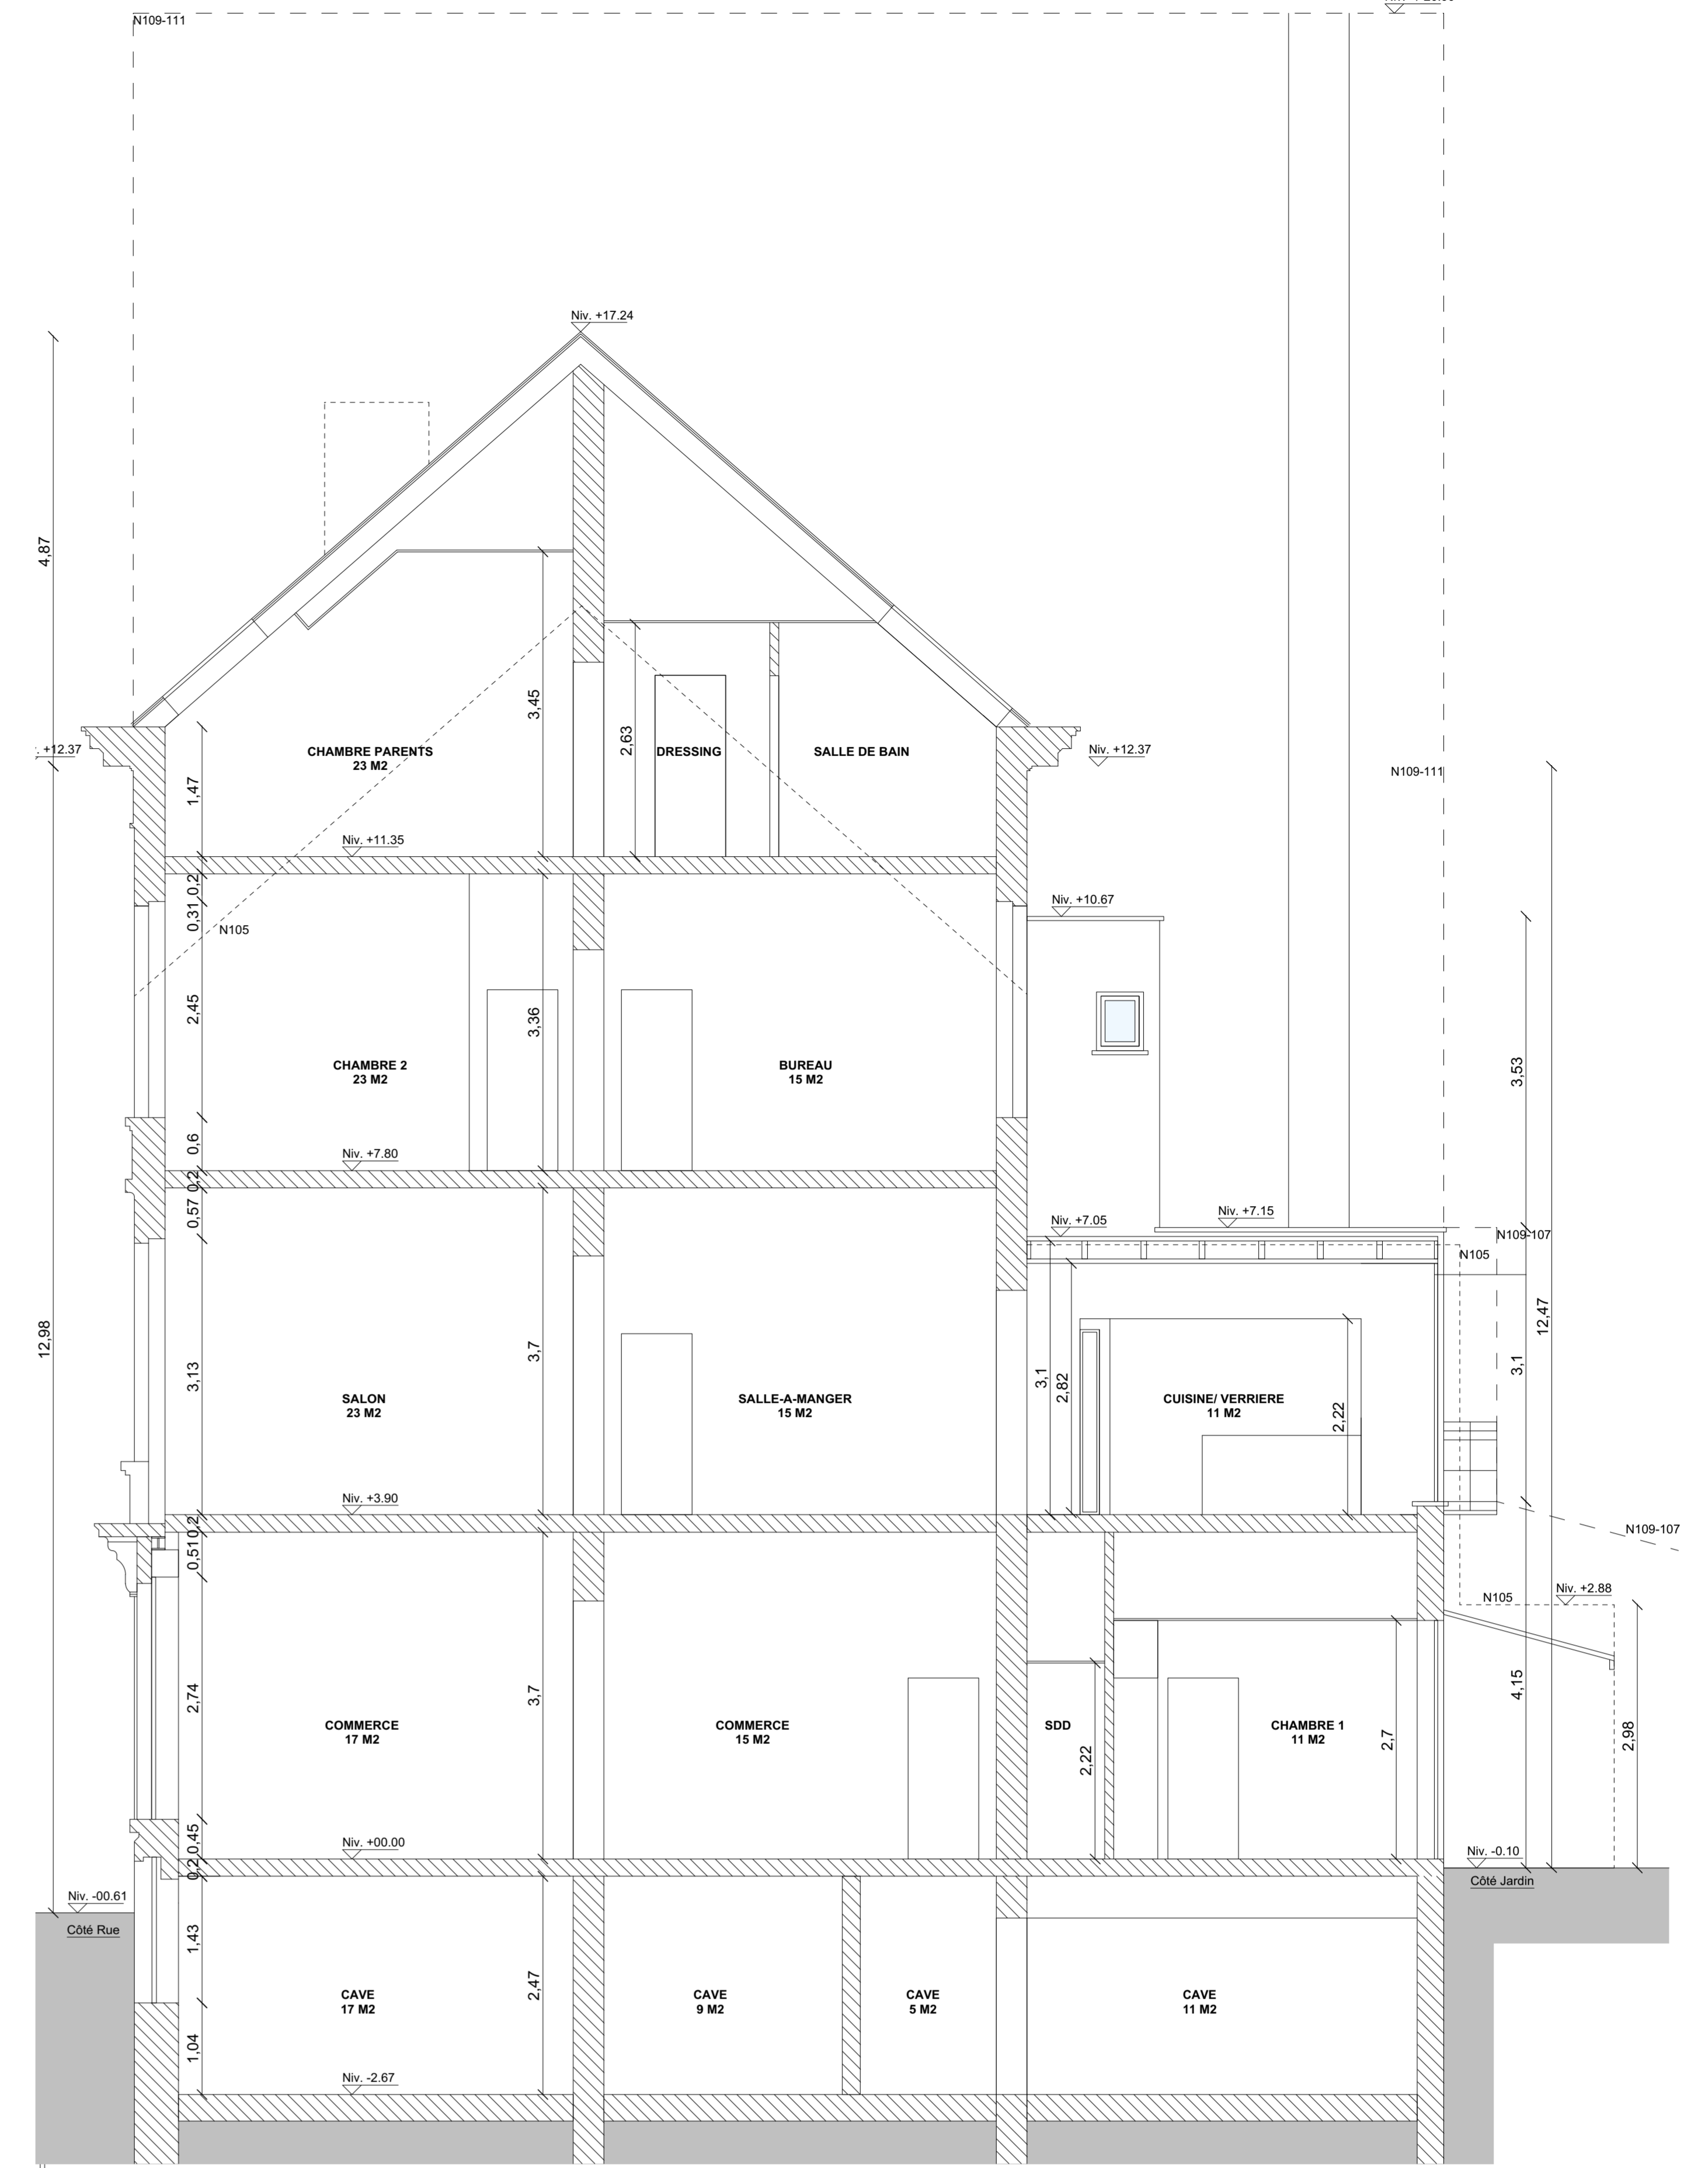 N109-111
Niv. +17.24
4,87
3,45
2,63
CHAMBRE PARENTS
23 M2
DRESSING
SALLE DE BAIN
+12.37
Niv. +12.37
N109-111
1,47
Niv. +11.35
0,2
0,31
N105
Niv. +10.67
2,45
3,36
CHAMBRE 2
23 M2
BUREAU
15 M2
3,53
0,6
Niv. +7.80
0,2
0,57
Niv. +7.05
Niv. +7.15
N109-107
N105
12,98
3,13
3,7
SALON
23 M2
SALLE-A-MANGER
15 M2
3,1
2,82
CUISINE/ VERRIERE
11 M2
2,22
3,1
12,47
Niv. +3.90
0,2
0,51
N109-107
N105
Niv. +2.88
2,74
3,7
COMMERCE
17 M2
COMMERCE
15 M2
SDD
2,22
CHAMBRE 1
11 M2
2,7
4,15
2,98
0,45
Niv. +00.00
0,2
Niv. -0.10
Côté Jardin
Niv. -00.61
Côté Rue
1,43
2,47
CAVE
17 M2
CAVE
9 M2
CAVE
5 M2
CAVE
11 M2
1,04
Niv. -2.67